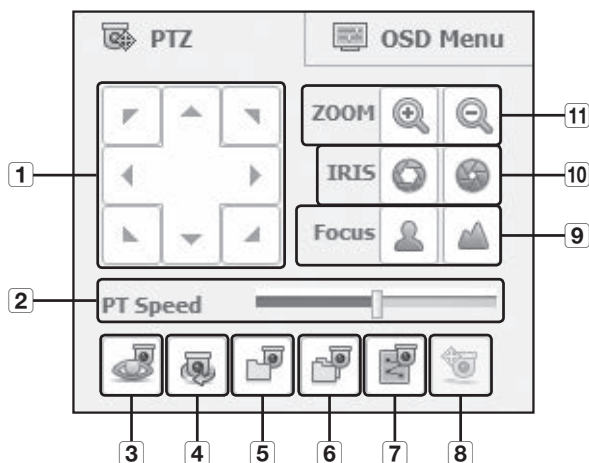 PTZ
OSD Menu
ZOOM
11
1
IRIS
10
Focus
9
2
PT Speed
3 4 5 6 7 8